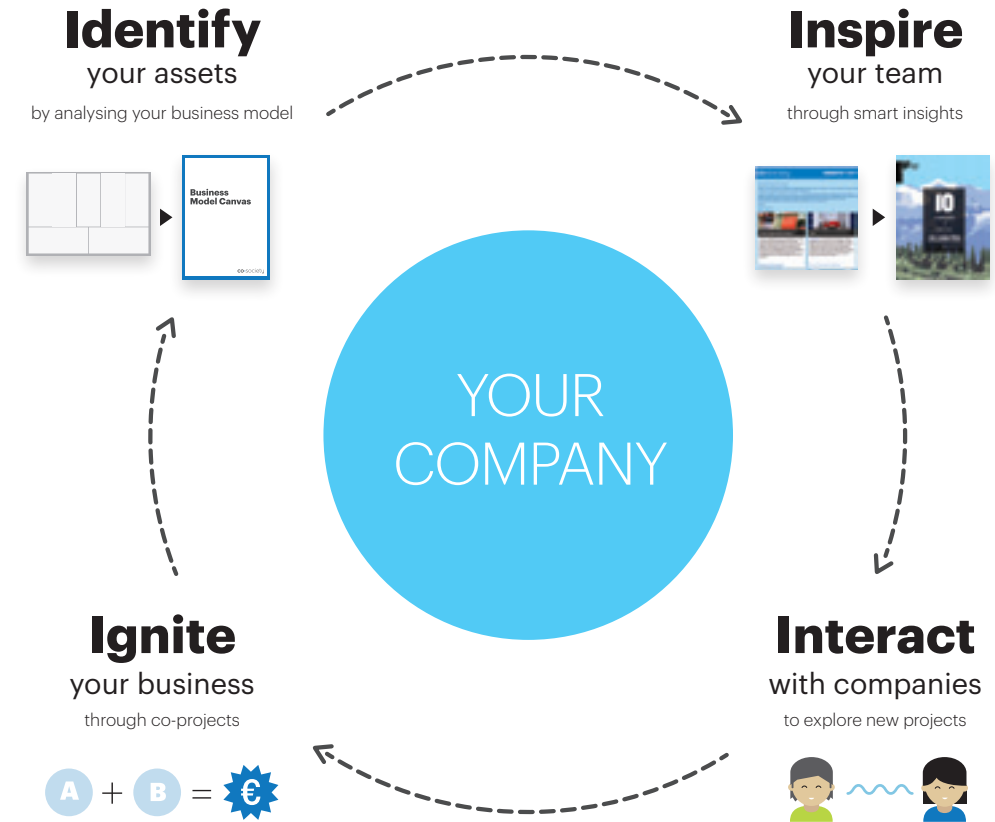 Identify
your assets
by analysing your business model
Business
Model Canvas
co-society
Inspire
your team
through smart insights
10
YOUR
COMPANY
Ignite
your business
through co-projects
A + B = €
Interact
with companies
to explore new projects